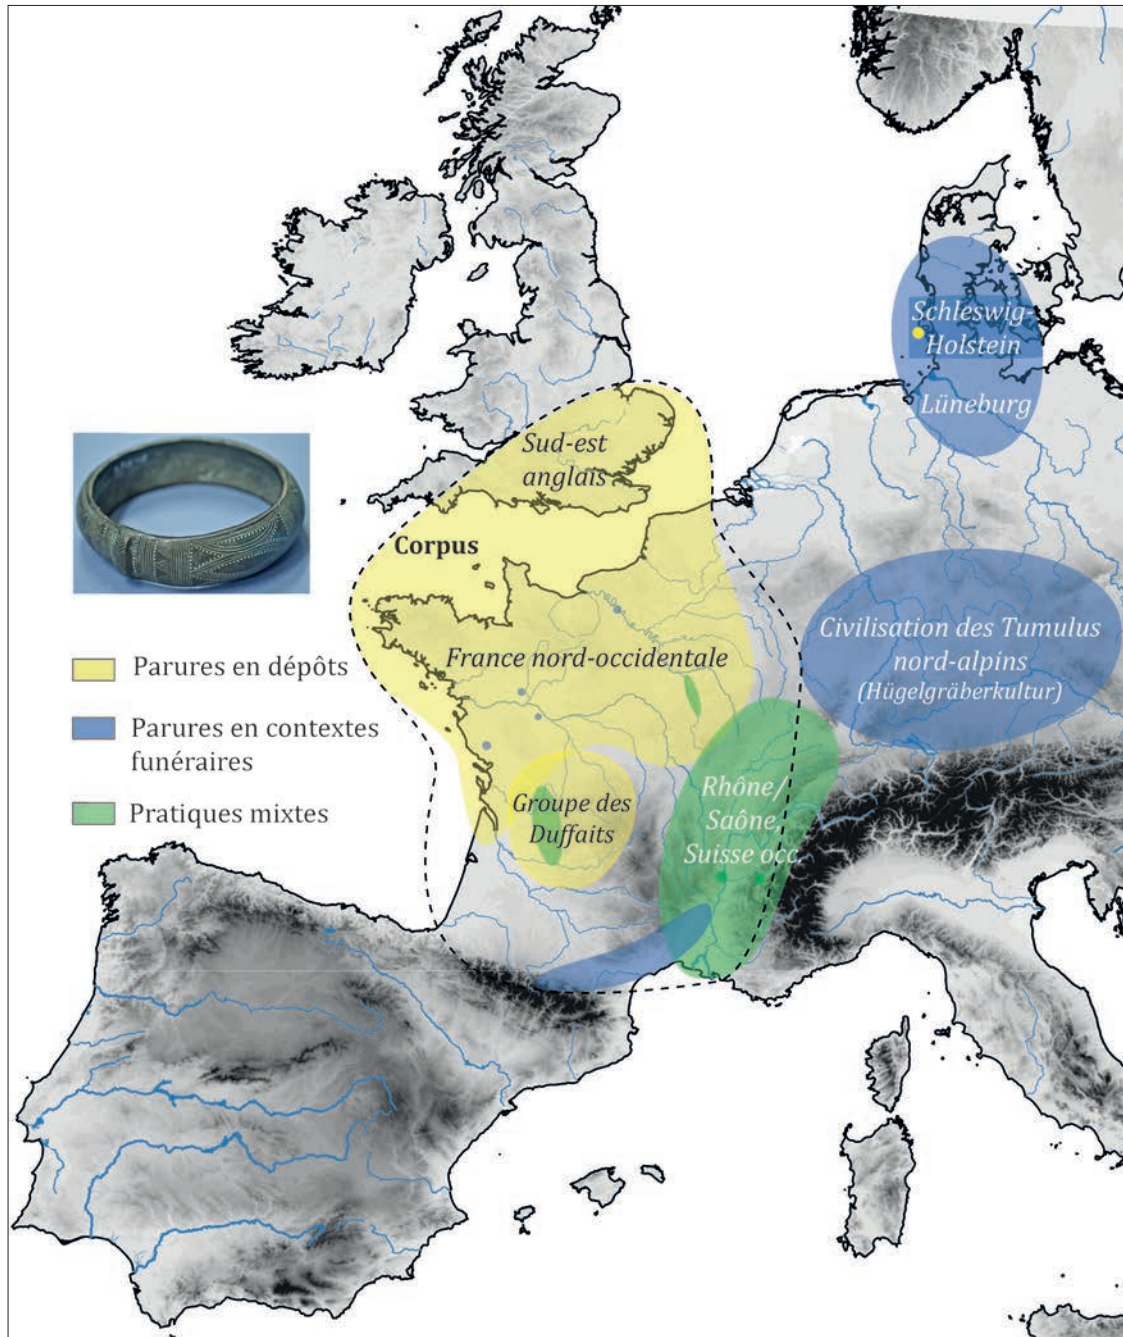 Schleswig-
Holstein
Lüneburg
Sud-est
anglais
Corpus
Civilisation des Tumulus
nord-alpins
(Hügelgräberkultur)
France nord-occidentale
Parures en dépôts
Parures en contextes
funéraires
Pratiques mixtes
Groupe des
Duffaits
Rhône/
Saône
Suisse occ.